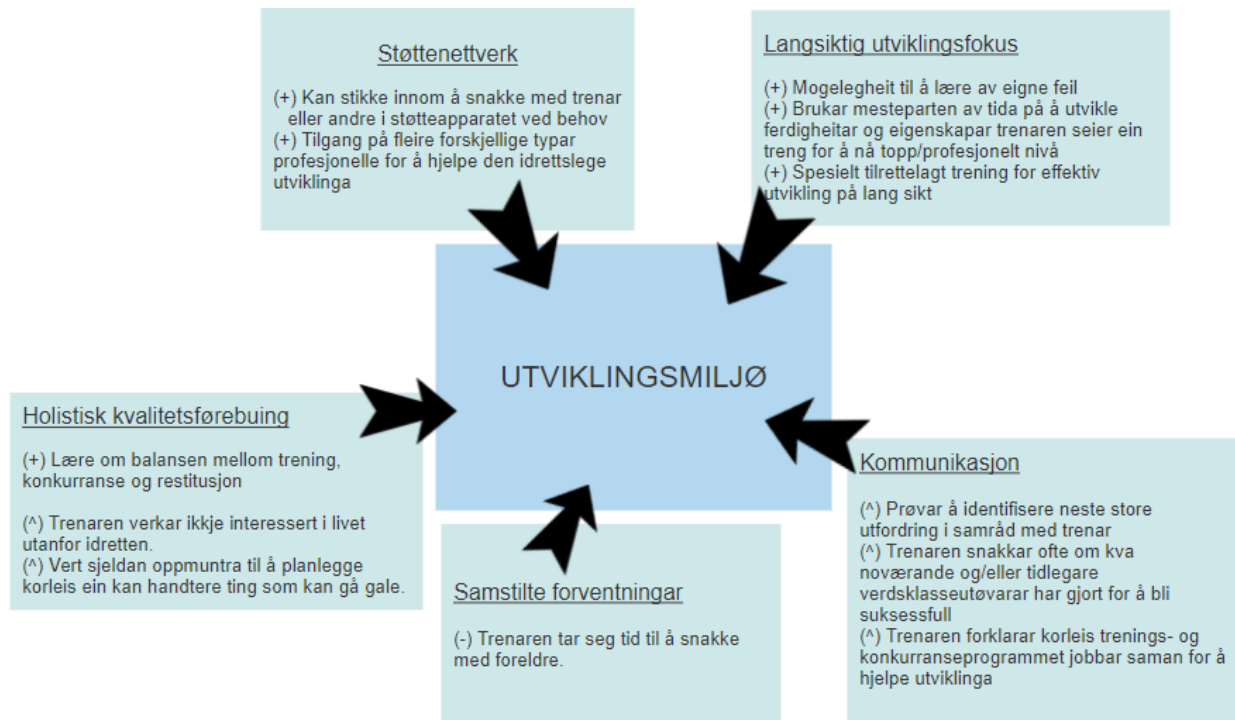 Støttenettverk
(+) Kan stikke innom å snakke med trenar
eller andre i støtteapparatet ved behov
(+) Tilgang på fleire forskjellige typar
profesjonelle for å hjelpe den idrettslege
utviklinga
Langsiktig utviklingsfokus
(+) Mogelegheit til å lære av eigne feil
(+) Brukar mesteparten av tida på å utvikle
ferdigheitar og eigenskapar trenaren seier ein
treng for å nå topp/profesjonelt nivå
(+) Spesielt tilrettelagt trening for effektiv
utvikling på lang sikt
UTVIKLINGSMILJØ
Holistisk kvalitetsførebuing
(+) Lære om balansen mellom trening,
konkurranse og restitusjon
(^) Trenaren verkar ikkje interessert i livet
utanfor idretten.
(^) Vert sjeldan oppmuntra til å planlegge
korleis ein kan handtere ting som kan gå gale.
Samstilte forventningar
(-) Trenaren tar seg tid til å snakke
med foreldre.
Kommunikasjon
(^) Prøvar å identifisere neste store
utfordring i samråd med trenar
(^) Trenaren snakkar ofte om kva
noværande og/eller tidlegare
verdsklasseutøvarar har gjort for å bli
suksessfull
(^) Trenaren forklarar korleis trenings- og
konkurranseprogrammet jobbar saman for å
hjelpe utviklinga